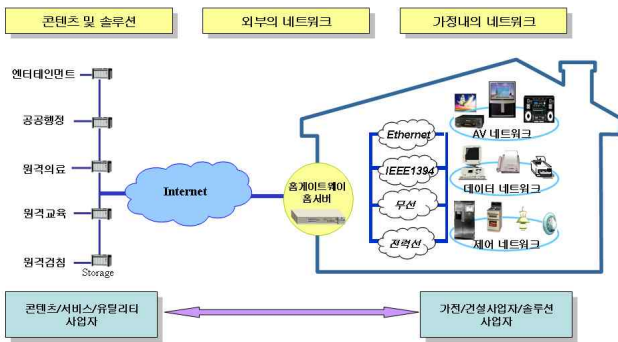 콘텐츠 및 솔루션
외부의 네트워크
가정내의 네트워크
엔터테인먼트
공공행정
원격의료
원격교육
원격검침
Storage
Internet
홈게이트웨이
홈서버
Ethernet
IEEE1394
무선
전력선
AV 네트워크
데이터 네트워크
제어 네트워크
콘텐츠/서비스/유틸리티
사업자
가전/건설사업자/솔루션
사업자